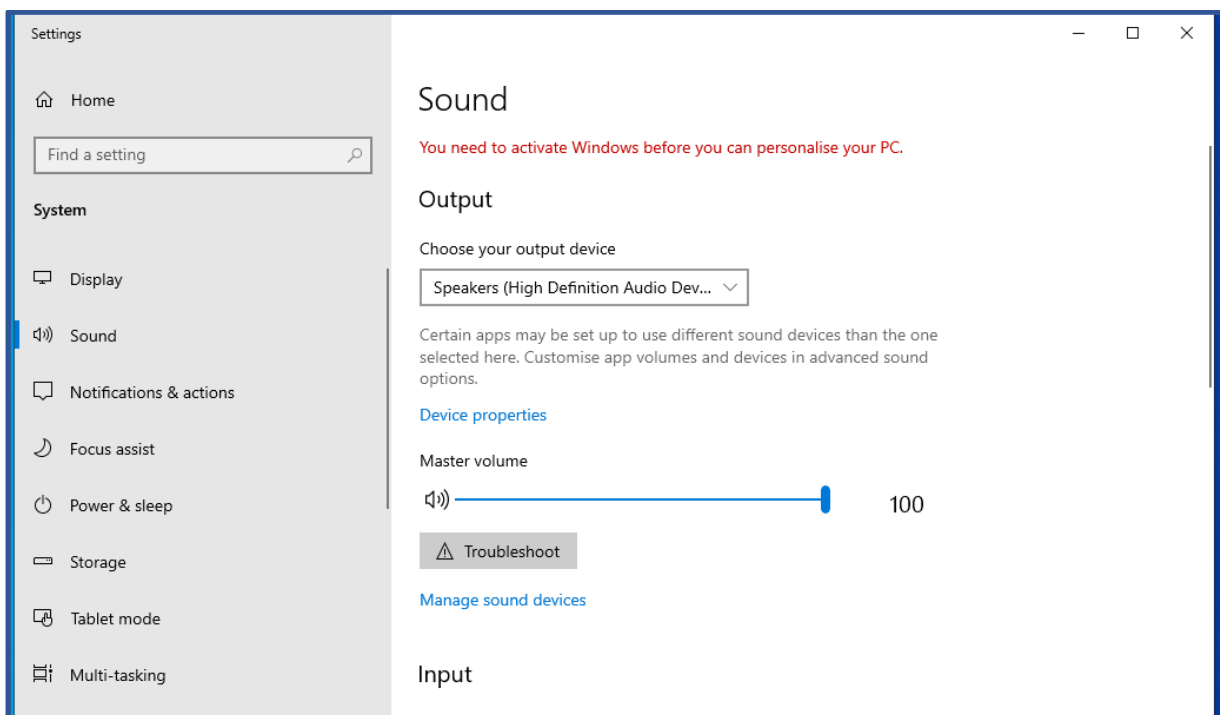 Settings
Home
Find a setting
System
Display
Sound
Notifications & actions
Focus assist
Power & sleep
Storage
Tablet mode
Multi-tasking
Sound
You need to activate Windows before you can personalise your PC.
Output
Choose your output device
Speakers (High Definition Audio Dev...
Certain apps may be set up to use different sound devices than the one
selected here. Customise app volumes and devices in advanced sound
options.
Device properties
Master volume
100
Troubleshoot
Manage sound devices
Input